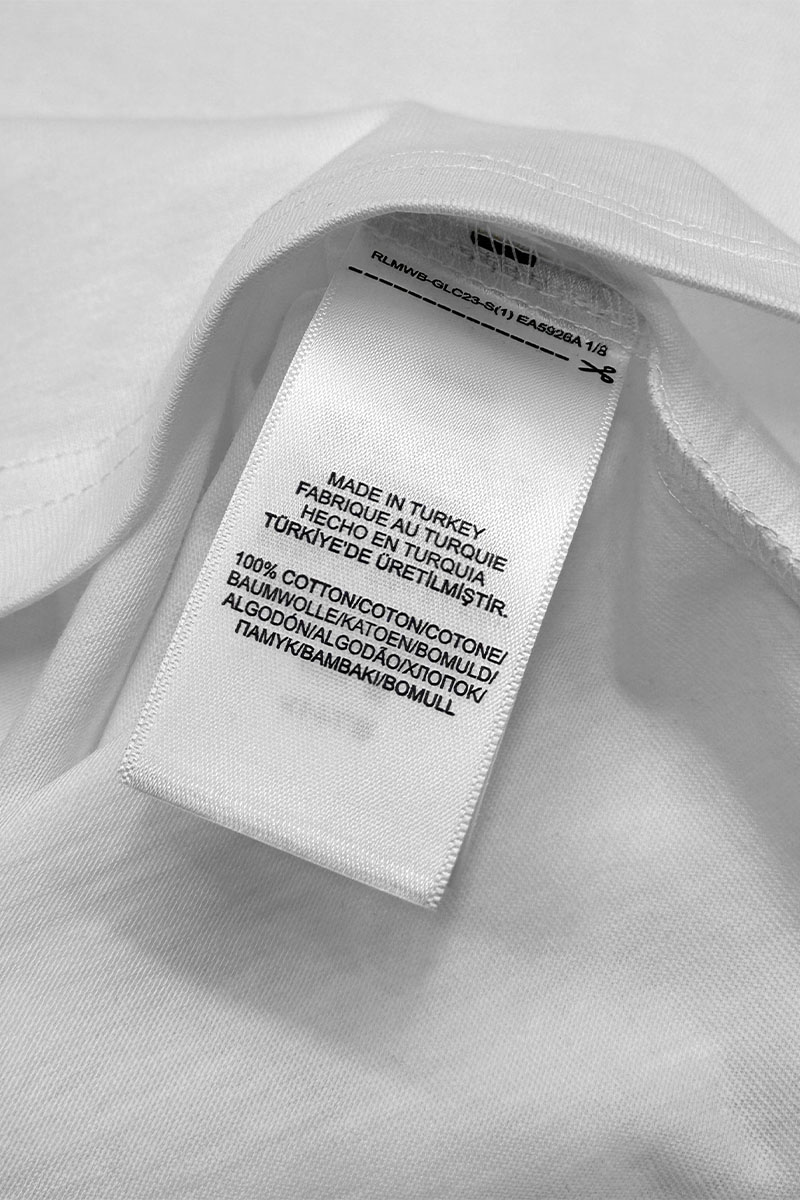 RLMWB-GLC23-S(1) EA5926A 1/8
MADE IN TURKEY
FABRIQUE AU TURQUIE
HECHO EN TURQUIA
TÜRKİYE'DE ÜRETİLMİŞTİR.
100% COTTON/COTON/COTONE/
BAUMWOLLE/KATOEN/BOMULD/
ALGODÓN/ALGODÃO/ХЛОПОК/
ПАМУК/BAMBAKI/BOMULL